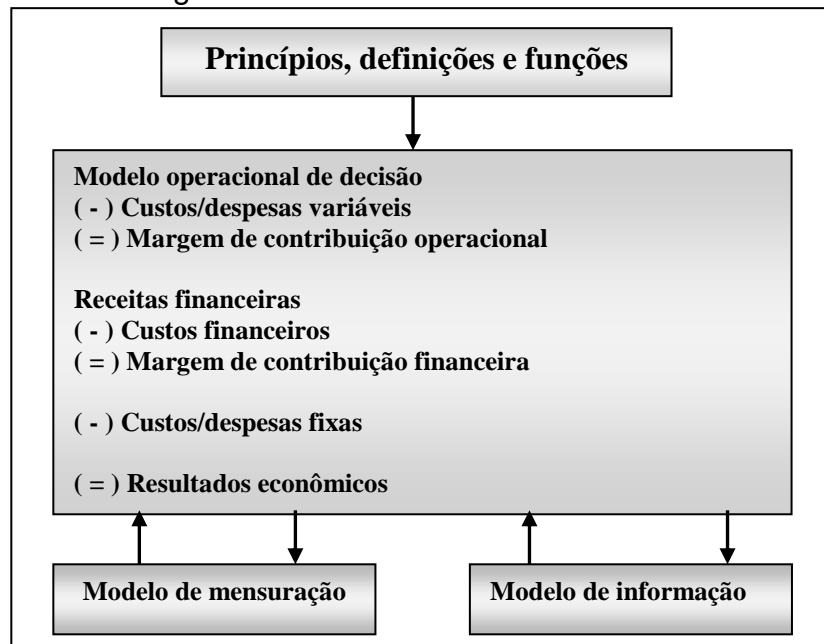 Princípios, definições e funções
Modelo operacional de decisão
( - ) Custos/despesas variáveis
( = ) Margem de contribuição operacional
Receitas financeiras
( - ) Custos financeiros
( = ) Margem de contribuição financeira
( - ) Custos/despesas fixas
( = ) Resultados econômicos
Modelo de mensuração
Modelo de informação